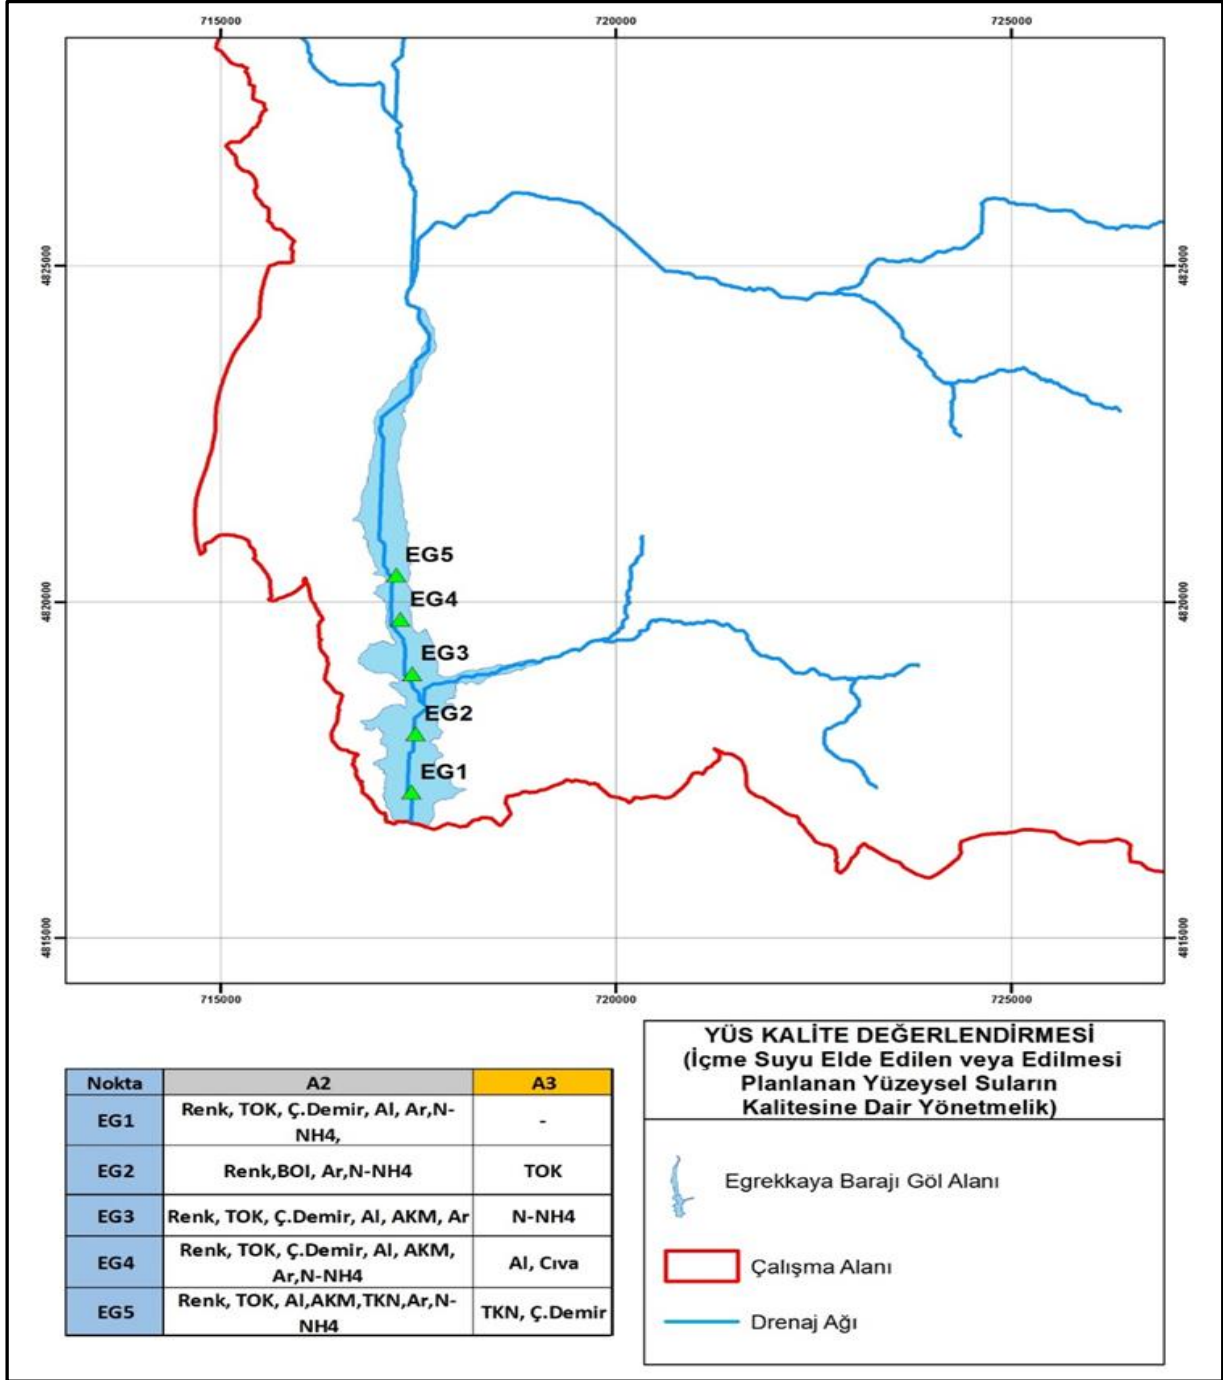 715000
720000
725000
4825000
4825000
EG5
4820000
EG4
4820000
EG3
EG2
EG1
4815000
4815000
715000
720000
725000
YÜS KALİTE DEĞERLENDİRMESİ
(İçme Suyu Elde Edilen veya Edilmesi
Planlanan Yüzeysel Suların
Kalitesine Dair Yönetmelik)
Egrekkaya Barajı Göl Alanı
Çalışma Alanı
Drenaj Ağı
Nokta A2 A3
EG1 Renk, TOK, Ç.Demir, Al, Ar,N-
NH4, -
EG2 Renk,BOI, Ar,N-NH4 TOK
EG3 Renk, TOK, Ç.Demir, Al, AKM, Ar N-NH4
EG4 Renk, TOK, Ç.Demir, Al, AKM,
Ar,N-NH4 Al, Cıva
EG5 Renk, TOK, Al,AKM,TKN,Ar,N-
NH4 TKN, Ç.Demir